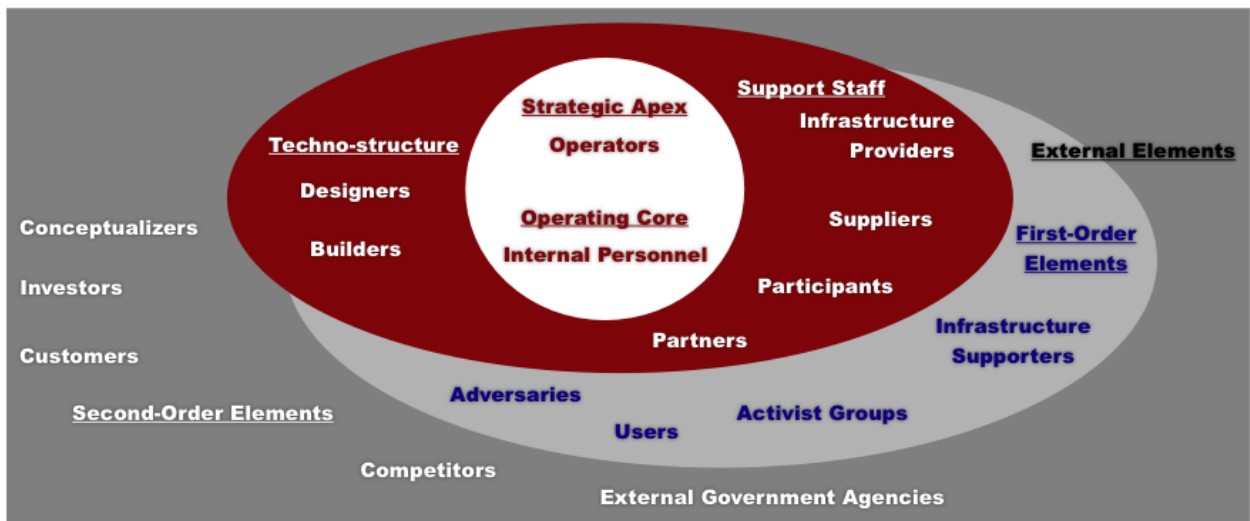 Strategic Apex
Operators
Operating Core
Internal Personnel
Techno-structure
Designers
Builders
Support Staff
Infrastructure
Providers
Suppliers
Participants
Partners
External Elements
First-Order
Elements
Infrastructure
Supporters
Activist Groups
Users
Adversaries
Conceptualizers
Investors
Customers
Second-Order Elements
Competitors
External Government Agencies